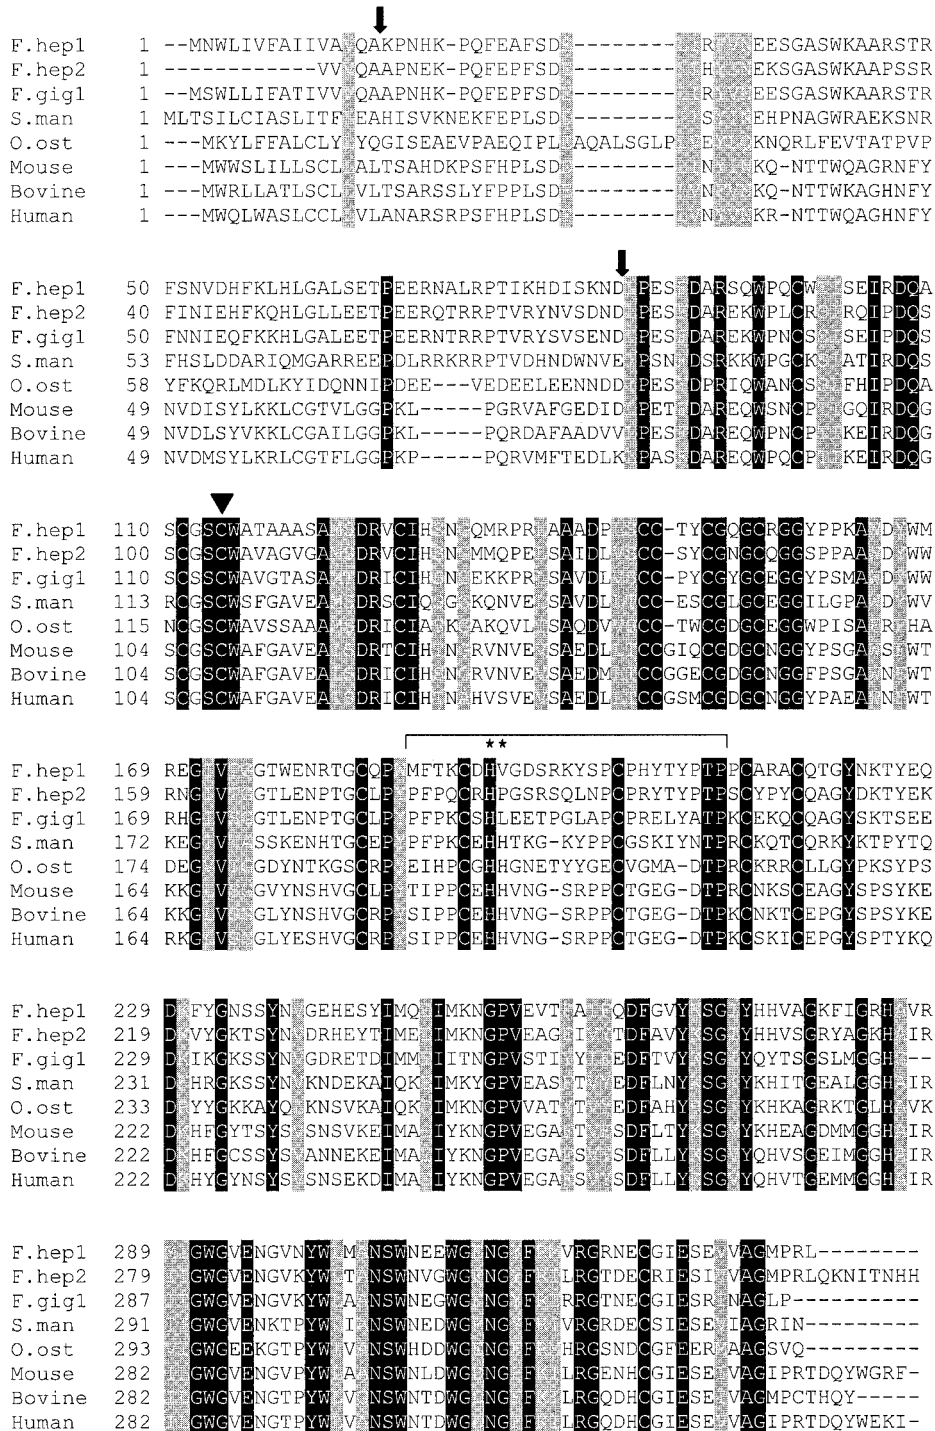 F.hep1 1 --MNWLIVFAIIVA QAKPNHK-PQFEAFSD -------- R EESGASWKAARSTR
F.hep2 1 ------------VV QAAPNEK-PQFEPFSD -------- H EKSGASWKAAPSSR
F.gig1 1 --MSWLLIFATIVV QAAPNHK-PQFEPFSD -------- R EESGASWKAARSTR
S.man 1 MLTSILCIASLITF EAHISVKNEKFEPLSD -------- S EHPNAGWRAEKSNR
O.ost 1 --MKYLFFALCLY YQGISEAEVPAEQIPL AQALSGLP E KNQRLFEVTATPVP
Mouse 1 ---MWWSLILLSCL ALTSAHDKPSFHPLSD -------- N KQ-NTTWQAGRNFY
Bovine 1 ---MWRLLATLSCL VLTSARSSLYFPPLSD -------- N KQ-NTTWKAGHNFY
Human 1 ---MWQLWASLCCL VLANARSRPSFHPLSD -------- N KR-NTTWQAGHNFY
F.hep1 50 FSNVDHFKLHLGALSETPEERNALRPTIKHDISKND PES DARSQWPQCW SEIRDQA
F.hep2 40 FINIEHFKQHLGLLEETPEERQTRRPTVRYNVSDND PES DAREKWPLCR RQIPDQS
F.gig1 50 FNNIEQFKKHLGALEETPEERNTRRPTVRYSVSEND PES DAREKWPNCS SEIPDQS
S.man 53 FHSLDDARIQMGARREEPDLRRKRRPTVDHNDWNVE PSN DSRKKWPGCK ATIRDQS
O.ost 58 YFKQRLMDLKYIDQNNIPDEE---VEDEELEENNDD PES DPRIQWANCS FHIPDQA
Mouse 49 NVDISYLKKLCGTVLGGPKL-----PGRVAFGEDID PET DAREQWSNCP GQIRDQG
Bovine 49 NVDLSYVKKLCGAILGGPKL-----PQRDAFAADVV PES DAREQWPNCP KEIRDQG
Human 49 NVDMSYLKRLCGTFLGGPKP-----PQRVMFTEDLK PAS DAREQWPQCP KEIRDQG
F.hep1 110 SCGSCWATAAASA DRVCIH N QMRPR AAADP CC-TYCGQGCRGGYPPKA D WM
F.hep2 100 SCGSCWAVAGVGA DRVCIH N MMQPE SAIDL CC-SYCGNGCQGGSPPAA D WW
F.gig1 110 SCSSCWAVGTASA DRICIH N EKKPR SAVDL CC-PYCGYGCEGGYPSMA D WW
S.man 113 RCGSCWSFGAVEA DRSCIQ G KQNVE SAVDL CC-ESCGLGCEGGILGPA D WV
O.ost 115 NCGSCWAVSSAAA DRICIA K AKQVL SAQDV CC-TWCGDGCEGGWPISA R HA
Mouse 104 SCGSCWAFGAVEA DRTCIH N RVNVE SAEDL CCGIQCGDGCNGGYPSGA S WT
Bovine 104 SCGSCWAFGAVEA DRICIH N RVNVE SAEDM CCGGECGDGCNGGFPSGA N WT
Human 104 SCGSCWAFGAVEA DRICIH N HVSVE SAEDL CCGSMCGDGCNGGYPAEA N WT
**
F.hep1 169 REG V GTWENRTGCQP MFTKCDHVGDSRKYSPCPHYTYPTPPCARACQTGYNKTYEQ
F.hep2 159 RNG V GTLENPTGCLP PFPQCRHPGSRSQLNPCPRYTYPTPSCYPYCQAGYDKTYEK
F.gig1 169 RHG V GTLENPTGCLP PFPKCSHLEETPGLAPCPRELYATPKCEKQCQAGYSKTSEE
S.man 172 KEG V SSKENHTGCEP PFPKCEHHTKG-KYPPCGSKIYNTPRCKQTCQRKYKTPYTQ
O.ost 174 DEG V GDYNTKGSCRP EIHPCGHHGNETYYGECVGMA-DTPRCKRRCLLGYPKSYPS
Mouse 164 KKG V GVYNSHVGCLP TIPPCEHHVNG-SRPPCTGEG-DTPRCNKSCEAGYSPSYKE
Bovine 164 KKG V GLYNSHVGCRP SIPPCEHHVNG-SRPPCTGEG-DTPKCNKTCEPGYSPSYKE
Human 164 RKG V GLYESHVGCRP SIPPCEHHVNG-SRPPCTGEG-DTPKCSKICEPGYSPTYKQ
F.hep1 229 D FYGNSSYN GEHESYIMQ IMKNGPVEVT A QDFGVY SG YHHVAGKFIGRH VR
F.hep2 219 D VYGKTSYN DRHEYTIME IMKNGPVEAG I TDFAVY SG YHHVSGRYAGRH IR
F.gig1 229 D IKGKSSYN GDRETDIMM IITNGPVSTI Y EDFTVY SG YQYTSGSLMGGH --
S.man 231 D HRGKSSYN KNDEKAIQK IMKYGPVEAS T EDFLNY SG YKHITGEALGGH IR
O.ost 233 D YYGKKAYQ KNSVKAIQK IMKNGPVVAT T EDFAHY SG YKHKAGRKTGLH VK
Mouse 222 D HFGYTSYS SNSVKEIMA IYKNGPVEGA T SDFLTY SG YKHEAGDMMGGH IR
Bovine 222 D HFGCSSYS ANNEKEIMA IYKNGPVEGA S SDFLLY SG YQHVSGEIMGGH IR
Human 222 D HYGYNSYS SNSEKDIMA IYKNGPVEGA S SDFLLY SG YQHVTGEMMGGH IR
F.hep1 289 GWGVENGVNYW M NSWNEEWG NG F VRGRNECGIESE VAGMPRL--------
F.hep2 279 GWGVENGVKYW T NSWNVGWG NG F LRGTDECRIESI VAGMPRLQKNITNHH
F.gig1 287 GWGVENGVKYW A NSWNEGWG NG F RRGTNECGIESR NAGLP----------
S.man 291 GWGVENKTPYW I NSWNEDWG NG F VRGRDECSIESE IAGRIN---------
O.ost 293 GWGEEKGTPYW I NSWHDDWG NG F HRGSNDCGFEER AAGSVQ---------
Mouse 282 GWGVENGVPYW A NSWNLDWG NG F LRGENHCGIESE VAGIPRTDQYWGRF-
Bovine 282 GWGVENGTPYW V NSWNTDWG NG F LRGQDHCGIESE VAGMPCTHQY-----
Human 282 GWGVENGTPYW V NSWNTDWG NG F LRGQDHCGIESE VAGIPRTDQYWEKI-